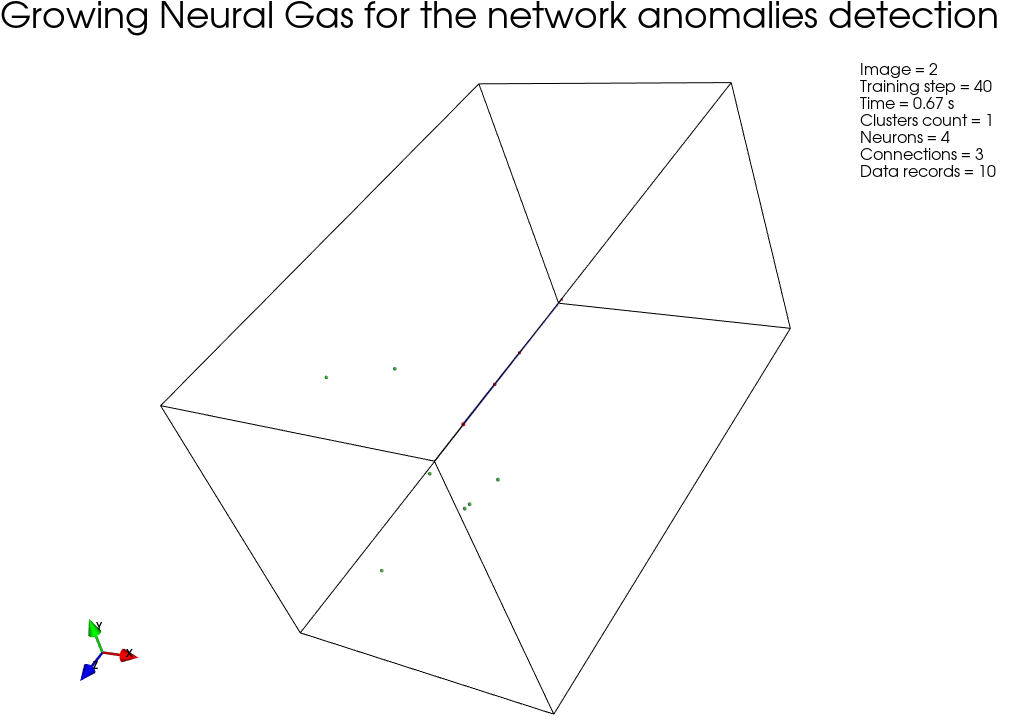 Growing Neural Gas for the network anomalies detection
Image = 2
Training step = 40
Time = 0.67 s
Clusters count = 1
Neurons = 4
Connections = 3
Data records = 10
Y
X
Z